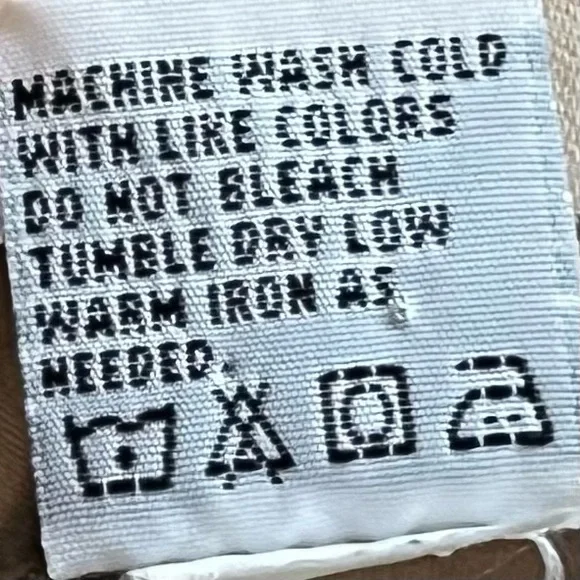 MACHINE WASH COLD
WITH LIKE COLORS
DO NOT BLEACH
TUMBLE DRY LOW
WARM IRON AS
NEEDED.